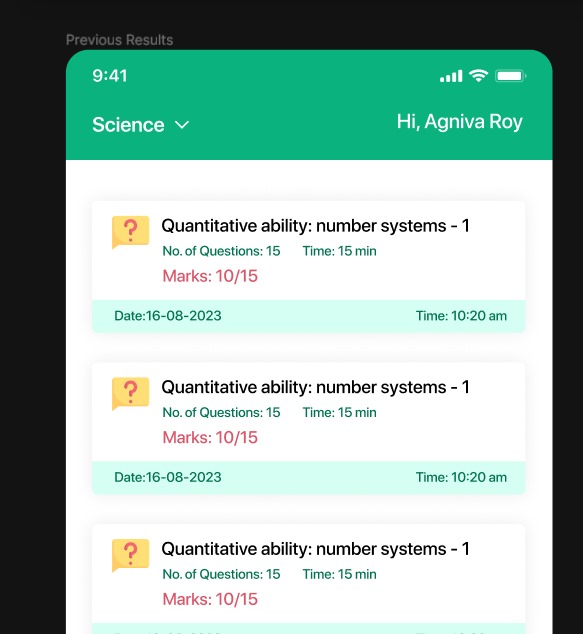 Previous Results
9:41
Science
Hi, Agniva Roy
?
Quantitative ability: number systems - 1
No. of Questions: 15 Time: 15 min
Marks: 10/15
Date:16-08-2023 Time: 10:20 am
?
Quantitative ability: number systems - 1
No. of Questions: 15 Time: 15 min
Marks: 10/15
Date:16-08-2023 Time: 10:20 am
?
Quantitative ability: number systems - 1
No. of Questions: 15 Time: 15 min
Marks: 10/15